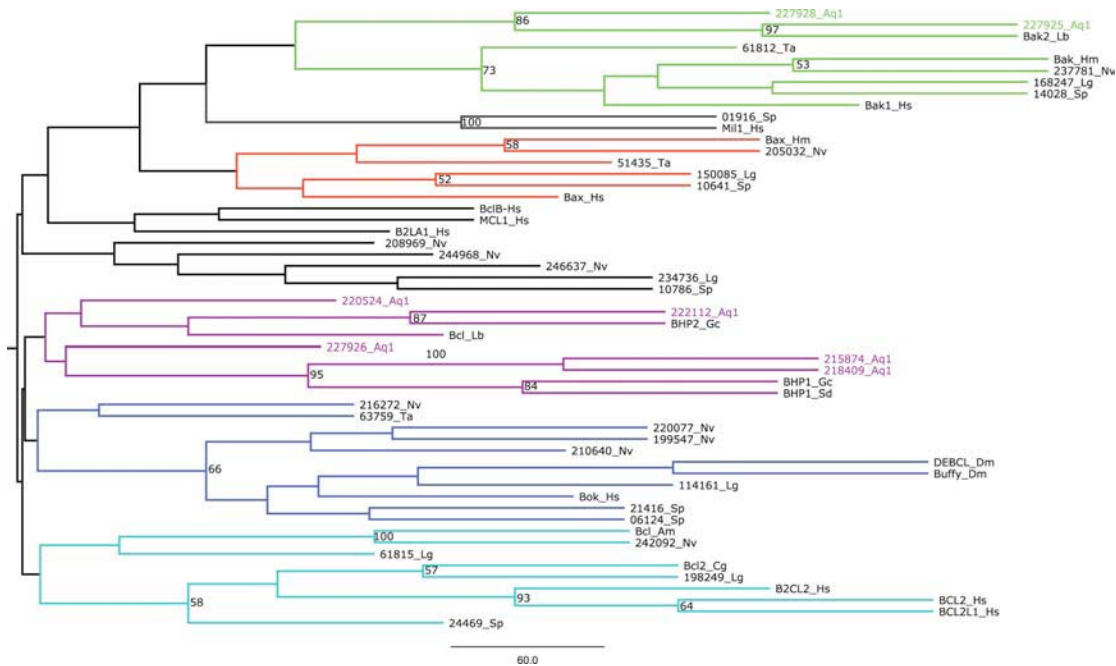 227928_Aq1
86
227925_Aq1
97
Bak2_Lb
61812_Ta
Bak_Hm
53
73
237781_Nv
168247_Lg
14028_Sp
Bak1_Hs
01916_Sp
100
Mil1_Hs
Bax_Hm
58
205032_Nv
51435_Ta
150085_Lg
52
10641_Sp
Bax_Hs
BclB-Hs
MCL1_Hs
B2LA1_Hs
208969_Nv
244968_Nv
246637_Nv
234736_Lg
10786_Sp
220524_Aq1
222112_Aq1
87
BHP2_Gc
Bcl_Lb
227926_Aq1
100
215874_Aq1
218409_Aq1
95
BHP1_Gc
84
BHP1_Sd
216272_Nv
63759_Ta
220077_Nv
199547_Nv
210640_Nv
66
DEBCL_Dm
Buffy_Dm
114161_Lg
Bok_Hs
21416_Sp
06124_Sp
Bcl_Am
100
242092_Nv
61815_Lg
Bcl2_Cg
57
198249_Lg
B2CL2_Hs
93
BCL2_Hs
64
58
BCL2L1_Hs
24469_Sp
60.0